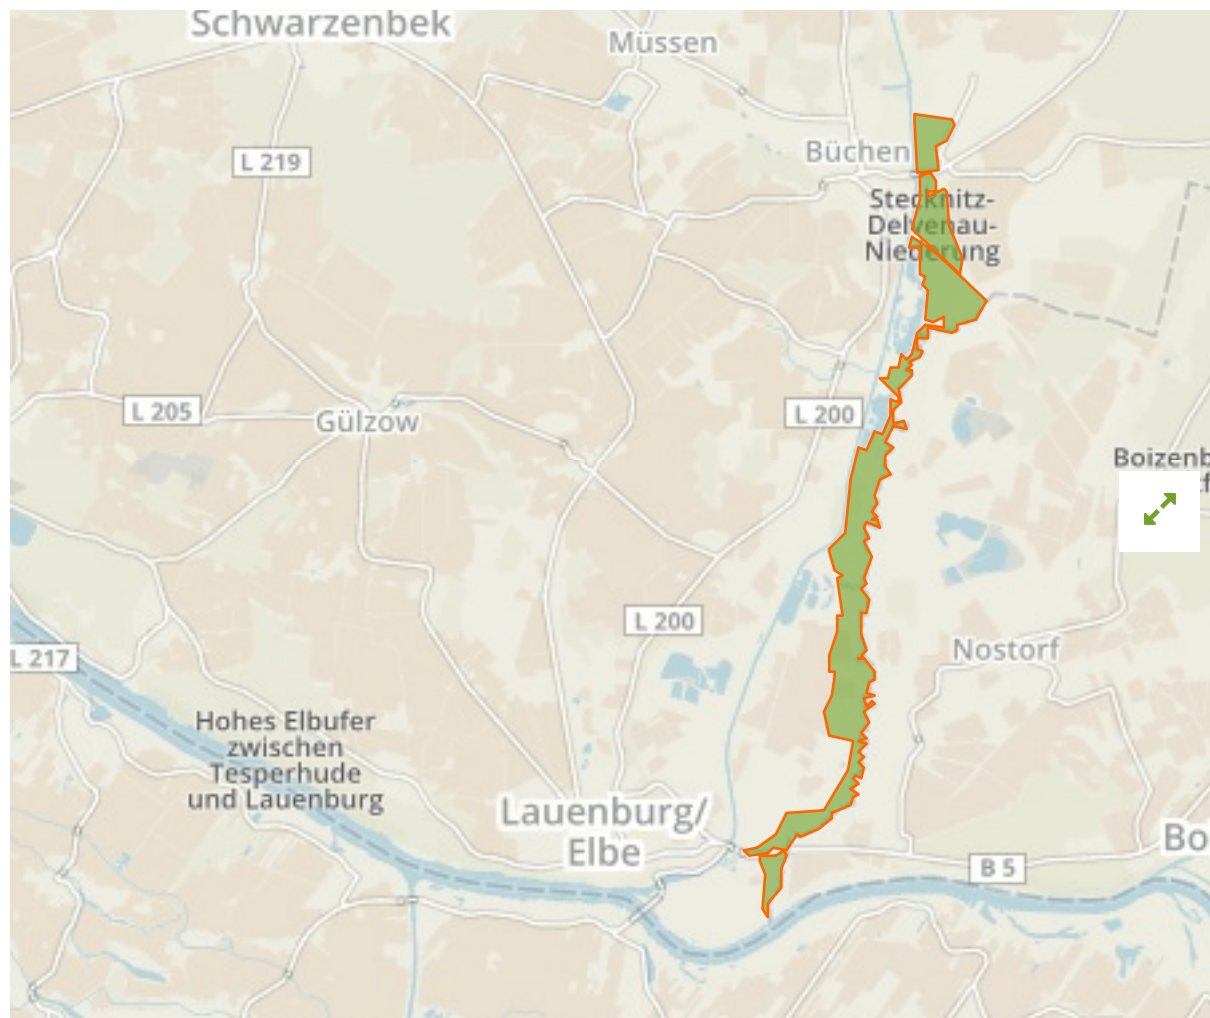 Schwarzenbek
Müssen
Büchen
L 219
Stecknitz-
Delvenau-
Niederung
L 205
Gülzow
L 200
Boizenb
L 200
Nostorf
L 217
Hohes Elbufer
zwischen
Tesperhude
und Lauenburg
Lauenburg/
Elbe
Bo
B 5